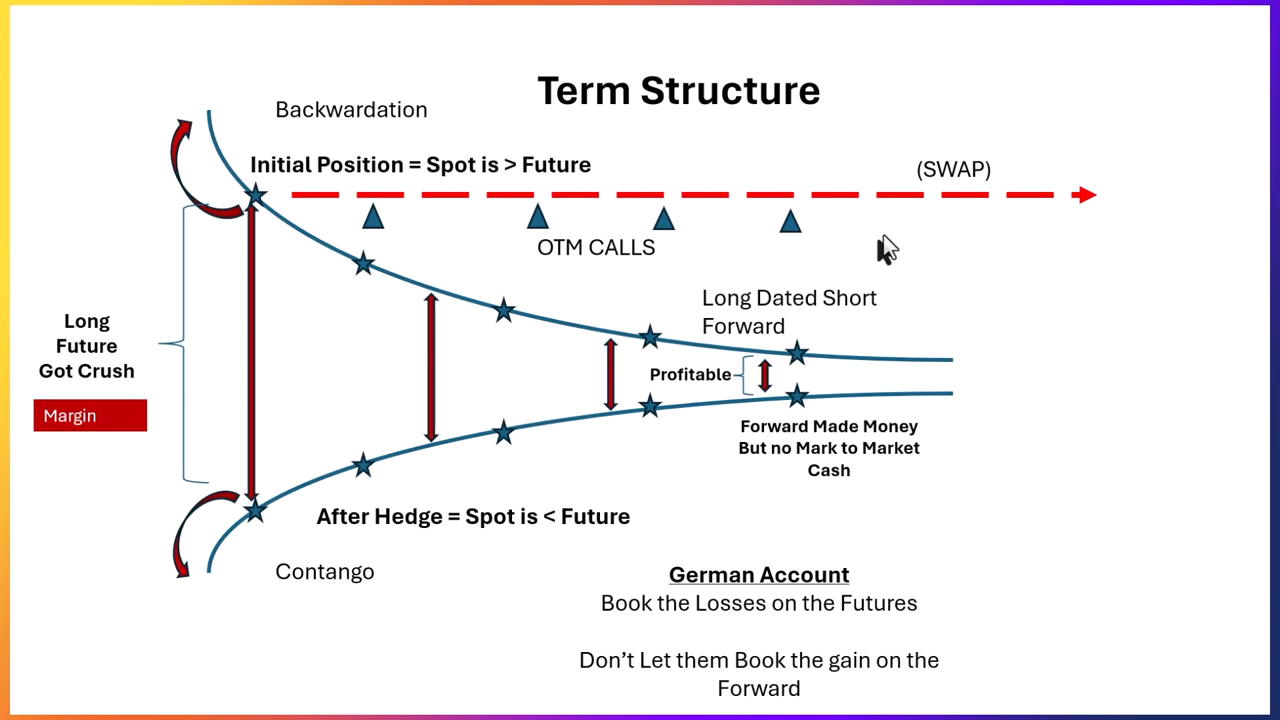 Term Structure
Backwardation
Initial Position = Spot is > Future
(SWAP)
OTM CALLS
Long Dated Short
Forward
Long
Future
Got Crush
Margin
Profitable
Forward Made Money
But no Mark to Market
Cash
After Hedge = Spot is < Future
Contango
German Account
Book the Losses on the Futures
Don’t Let them Book the gain on the
Forward